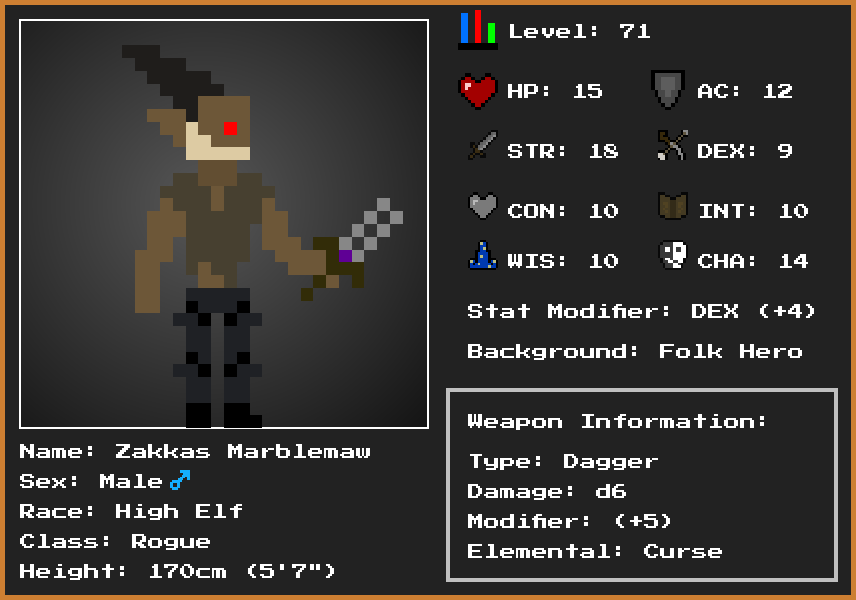 Level: 71
HP: 15
AC: 12
STR: 18
DEX: 9
CON: 10
INT: 10
WIS: 10
CHA: 14
Stat Modifier: DEX (+4)
Background: Folk Hero
Weapon Information:
Type: Dagger
Damage: d6
Modifier: (+5)
Elemental: Curse
Name: Zakkas Marblemaw
Sex: Male ♂
Race: High Elf
Class: Rogue
Height: 170cm (5'7")